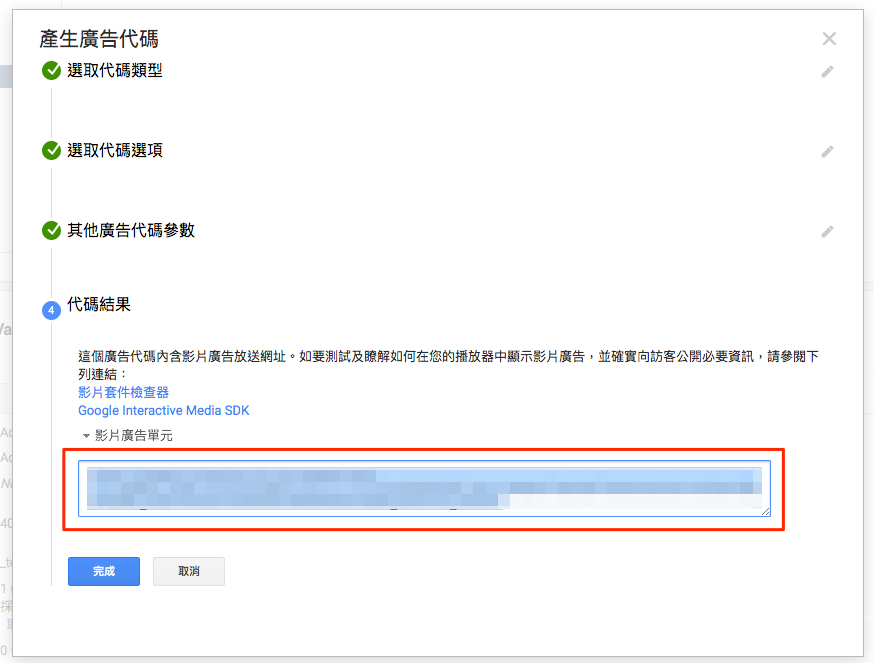 產生廣告代碼
選取代碼類型
選取代碼選項
其他廣告代碼參數
4
代碼結果
這個廣告代碼內含影片廣告放送網址。如要測試及瞭解如何在您的播放器中顯示影片廣告，並確實向訪客公開必要資訊，請參閱下
列連結：
影片套件檢查器
Google Interactive Media SDK
影片廣告單元
完成
取消